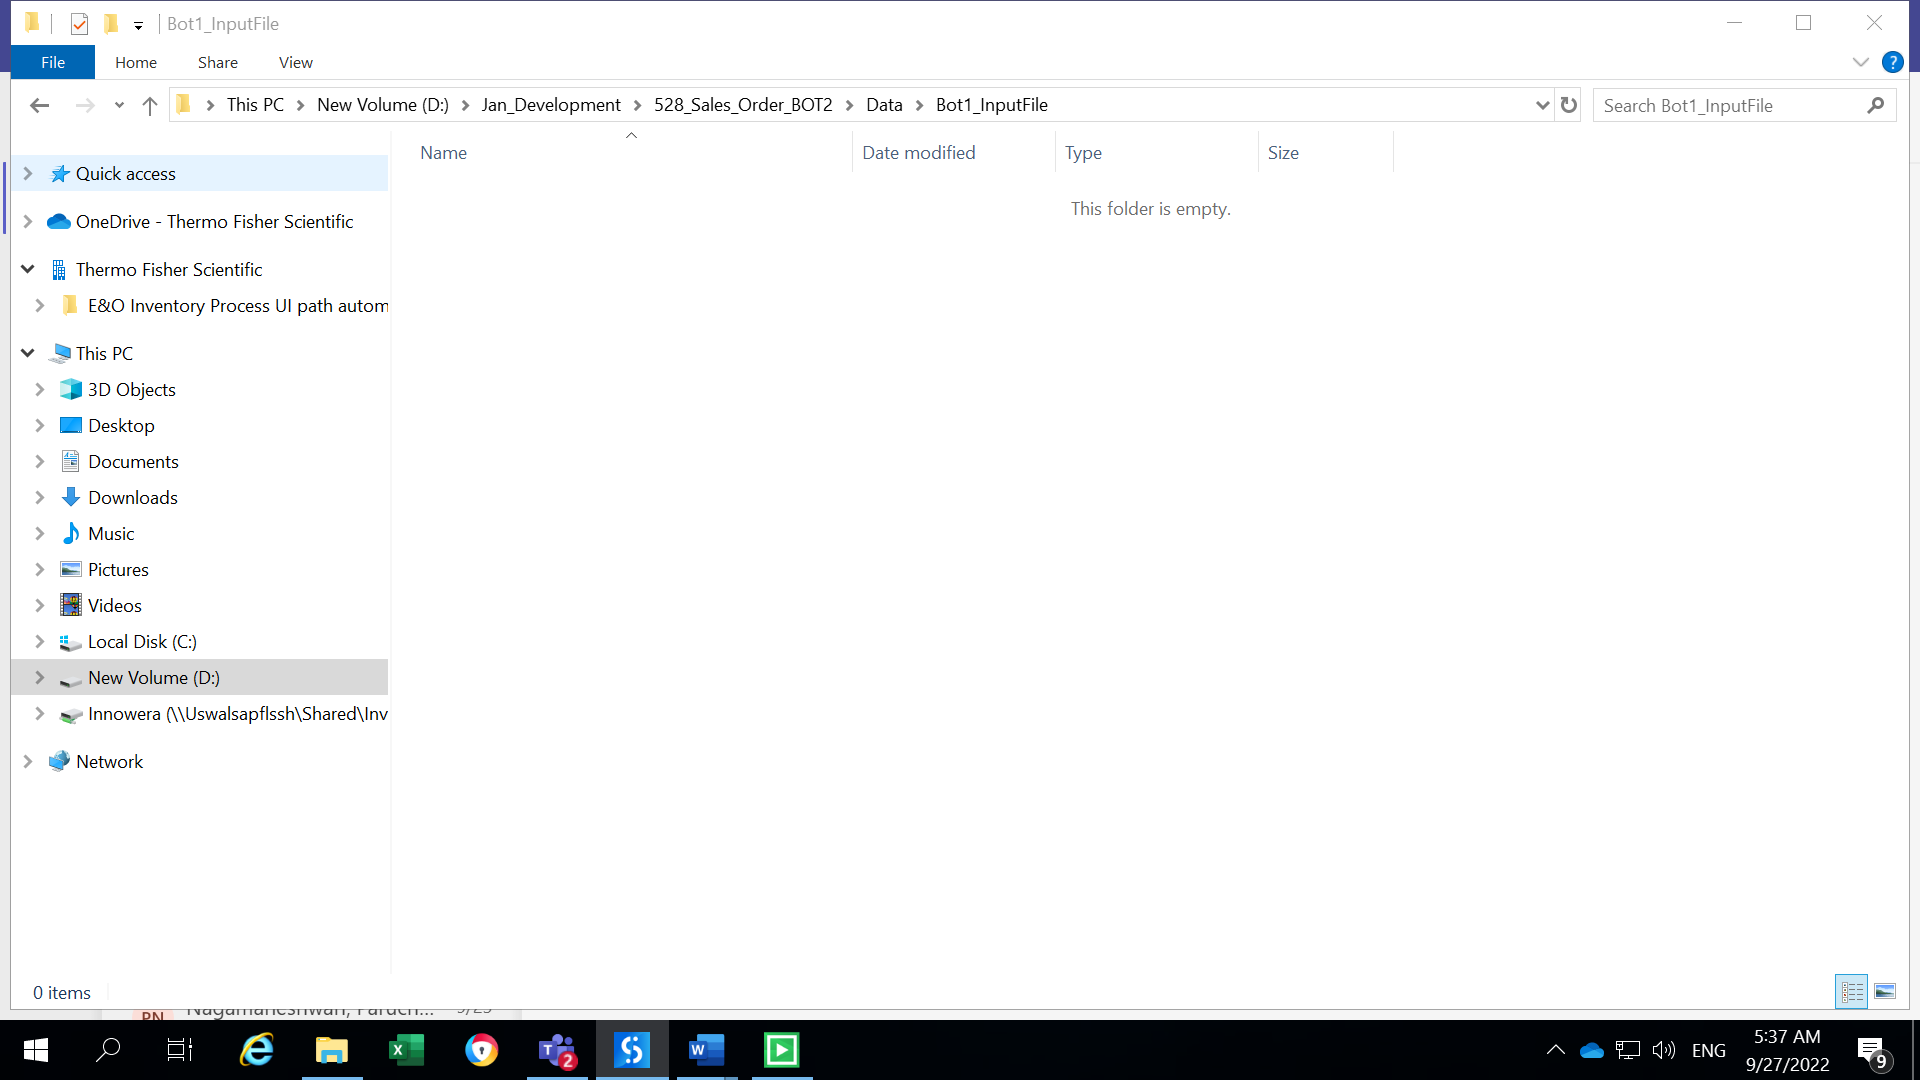 Bot1_InputFile
File Home Share View
This PC New Volume (D:) Jan_Development 528_Sales_Order_BOT2 Data Bot1_InputFile
Search Bot1_InputFile
Name Date modified Type Size
This folder is empty.
Quick access
OneDrive - Thermo Fisher Scientific
Thermo Fisher Scientific
E&O Inventory Process UI path autom
This PC
3D Objects
Desktop
Documents
Downloads
Music
Pictures
Videos
Local Disk (C:)
New Volume (D:)
Innowera (\\Uswalsapflssh\Shared\Inv
Network
0 items
ENG
5:37 AM
9/27/2022
2
9